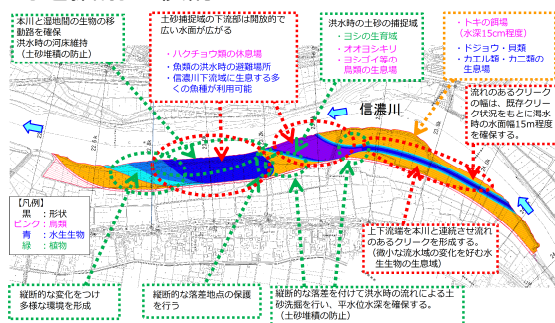 本川と湿地間の生物の移
動路を確保
洪水時の河床維持
（土砂堆積の防止）
土砂捕捉域の下流部は開放的で
広い水面が広がる
・ハクチョウ類の休息場
・魚類の洪水時の避難場所
・信濃川下流域に生息する多
くの魚種が利用可能
洪水時の土砂の捕捉域
・ヨシの生育域
・オオヨシキリ
・ヨシゴイ等の
鳥類の生息場
・トキの餌場
（水深15cm程度）
・ドジョウ・貝類
カエル類・カニ類の
生息場
信濃川
流れのあるクリーク
の幅は、既存クリー
ク状況をもとに渇水
時の水面幅15m程度
を確保する。
【凡例】
黒　：形状
ピンク：鳥類
青　：水生生物
緑　：植物
上下流端を本川と連続させ流れ
のあるクリークを形成する。
（微小な流水域の変化を好む水
生生物の生息域）
縦断的な変化をつけ
多様な環境を形成
縦断的な落差地点の保護
を行う
縦断的な落差を付けて洪水時の流れによる土
砂洗掘を行い、平水位水深を確保する。
（土砂堆積の防止）